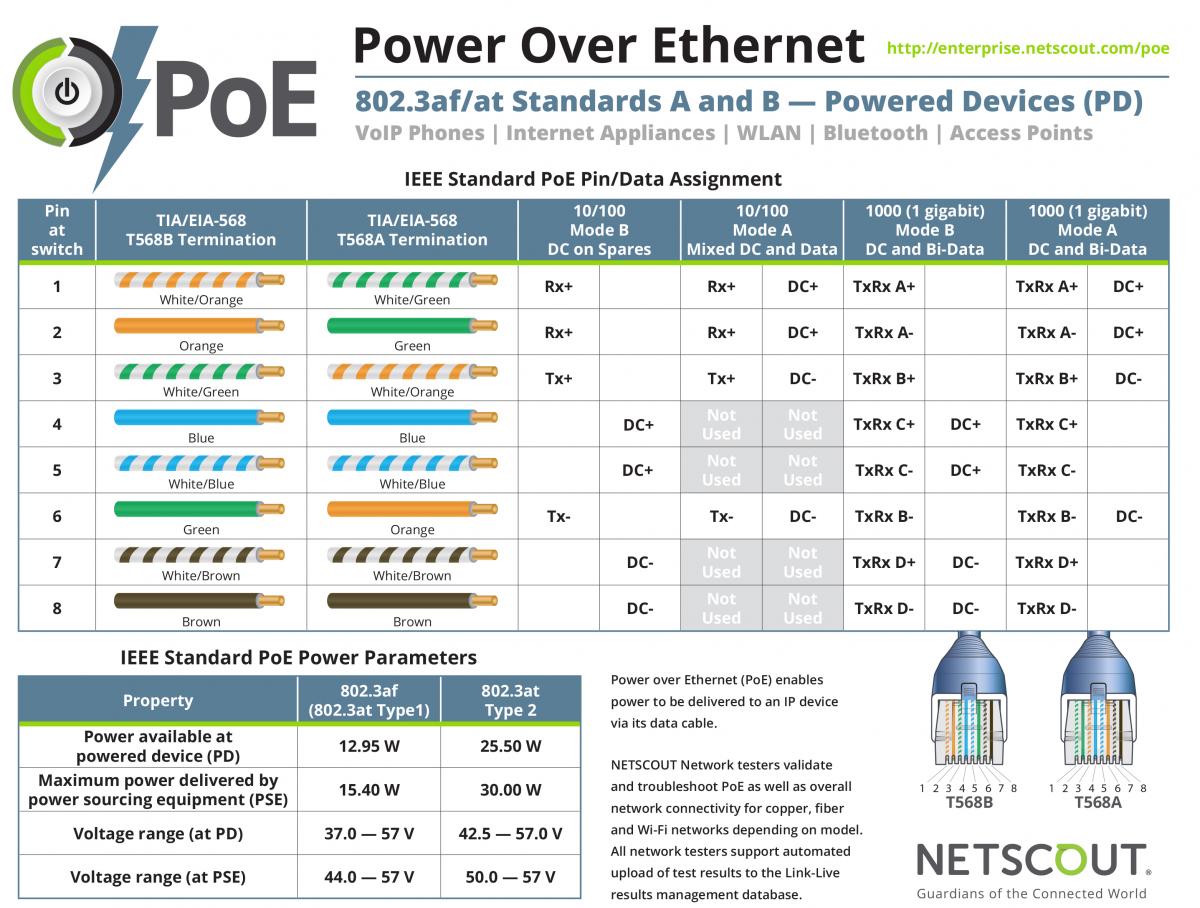 PoE
Power Over Ethernet
http://enterprise.netscout.com/poe
802.3af/at Standards A and B — Powered Devices (PD)
VoIP Phones | Internet Appliances | WLAN | Bluetooth | Access Points
IEEE Standard PoE Pin/Data Assignment
Pin
at
switch
TIA/EIA-568
T568B Termination
TIA/EIA-568
T568A Termination
10/100
Mode B
DC on Spares
10/100
Mode A
Mixed DC and Data
1000 (1 gigabit)
Mode B
DC and Bi-Data
1000 (1 gigabit)
Mode A
DC and Bi-Data
1 White/Orange White/Green Rx+ Rx+ DC+ TxRx A+ TxRx A+ DC+
2 Orange Green Rx+ Rx+ DC+ TxRx A- TxRx A- DC+
3 White/Green White/Orange Tx+ Tx+ DC- TxRx B+ TxRx B+ DC-
4 Blue Blue DC+ Not Used Not Used TxRx C+ DC+ TxRx C+
5 White/Blue White/Blue DC+ Not Used Not Used TxRx C- DC+ TxRx C-
6 Green Orange Tx- Tx- DC- TxRx B- TxRx B- DC-
7 White/Brown White/Brown DC- Not Used Not Used TxRx D+ DC- TxRx D+
8 Brown Brown DC- Not Used Not Used TxRx D- DC- TxRx D-
IEEE Standard PoE Power Parameters
Property
802.3af
(802.3at Type1)
802.3at
Type 2
Power available at
powered device (PD)
12.95 W 25.50 W
Maximum power delivered by
power sourcing equipment (PSE)
15.40 W 30.00 W
Voltage range (at PD) 37.0 — 57 V 42.5 — 57.0 V
Voltage range (at PSE) 44.0 — 57 V 50.0 — 57 V
Power over Ethernet (PoE) enables
power to be delivered to an IP device
via its data cable.
NETSCOUT Network testers validate
and troubleshoot PoE as well as overall
network connectivity for copper, fiber
and Wi-Fi networks depending on model.
All network testers support automated
upload of test results to the Link-Live
results management database.
1 2 3 4 5 6 7 8
T568B
1 2 3 4 5 6 7 8
T568A
NETSCOUT®
Guardians of the Connected World